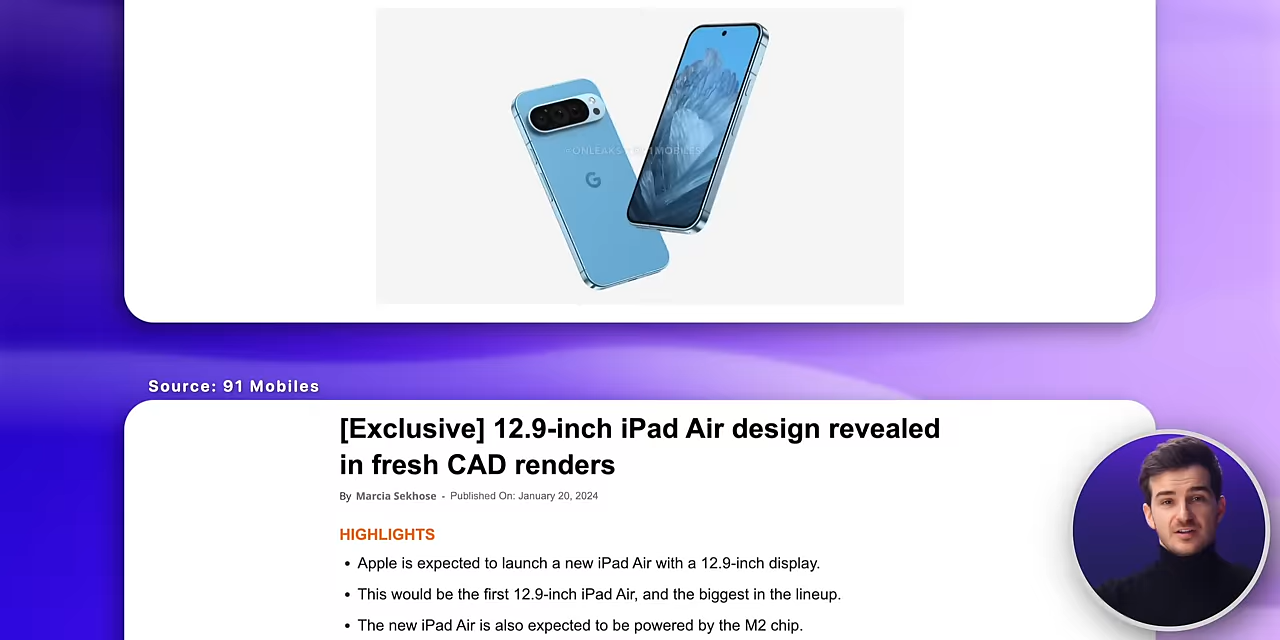 Source: 91 Mobiles
[Exclusive] 12.9-inch iPad Air design revealed
in fresh CAD renders
By Marcia Sekhose - Published On: January 20, 2024
HIGHLIGHTS
• Apple is expected to launch a new iPad Air with a 12.9-inch display.
• This would be the first 12.9-inch iPad Air, and the biggest in the lineup.
• The new iPad Air is also expected to be powered by the M2 chip.